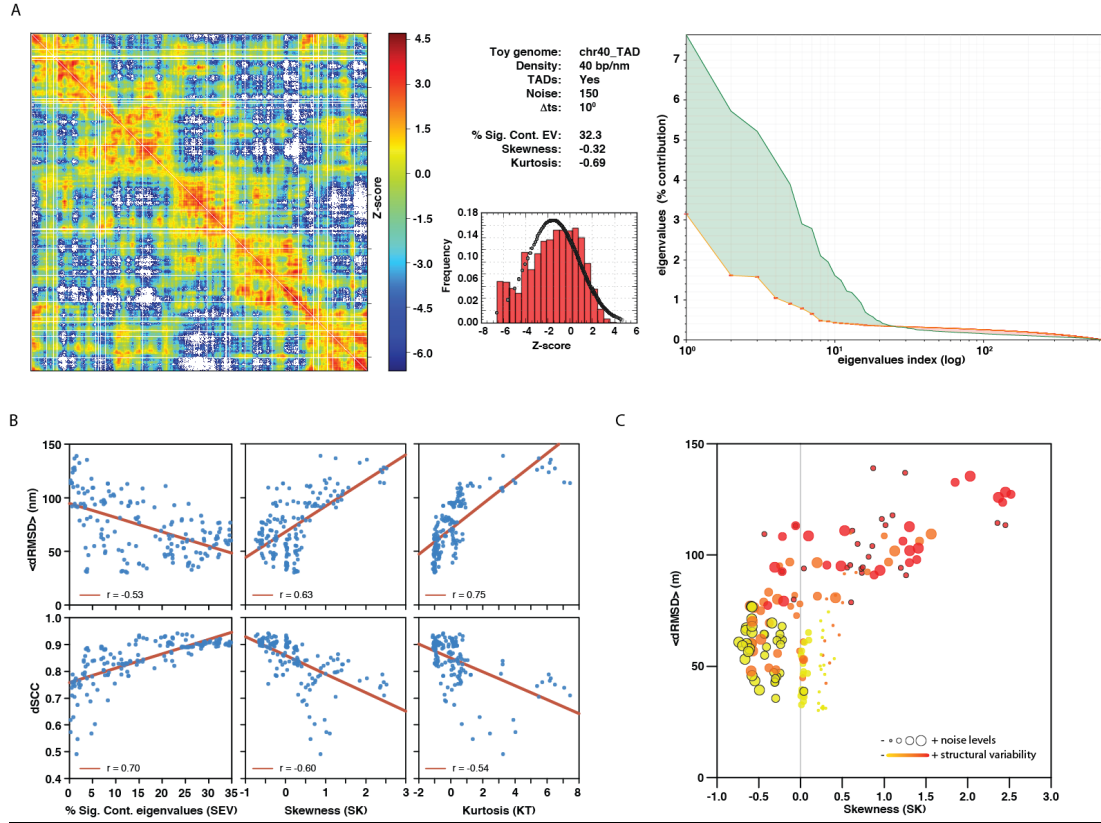 A
4.5
3.0
1.5
0.0
-1.5
-3.0
-4.5
-6.0
Z-score
Toy genome: chr40_TAD
Density: 40 bp/nm
TADs: Yes
Noise: 150
Δts: 10⁰
% Sig. Cont. EV: 32.3
Skewness: -0.32
Kurtosis: -0.69
Frequency
0.18
0.14
0.12
0.06
0.02
0.00
-8 -6 -4 -2 0 2 4 6
Z-score
eigenvalues (% contribution)
7
6
5
4
3
2
1
0
10⁰ 10¹ 10²
eigenvalues index (log)
B
<dRMSD> (nm)
150
100
50
0
r = -0.53
r = 0.63
r = 0.75
dSCC
1.0
0.9
0.8
0.7
0.6
0.5
0.4
r = 0.70
r = -0.60
r = -0.54
0 5 10 15 20 25 30 35
-1 0 1 2 3
-2 0 2 4 6 8
% Sig. Cont. eigenvalues (SEV)
Skewness (SK)
Kurtosis (KT)
C
<dRMSD> (m)
150
100
50
0
- + noise levels
- + structural variability
-1.0 -0.5 0.0 0.5 1.0 1.5 2.0 2.5 3.0
Skewness (SK)